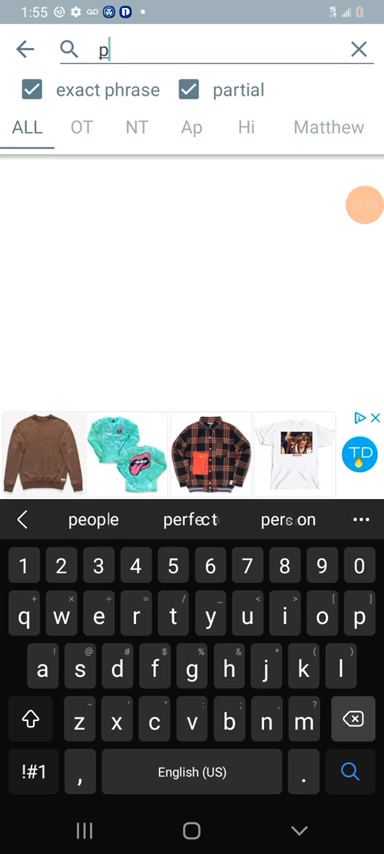 1:55
p
exact phrase partial
ALL OT NT Ap Hi Matthew
TD
people perfect person
1 2 3 4 5 6 7 8 9 0
q w e r t y u i o p
a s d f g h j k l
z x c v b n m
!#1 , English (US) .